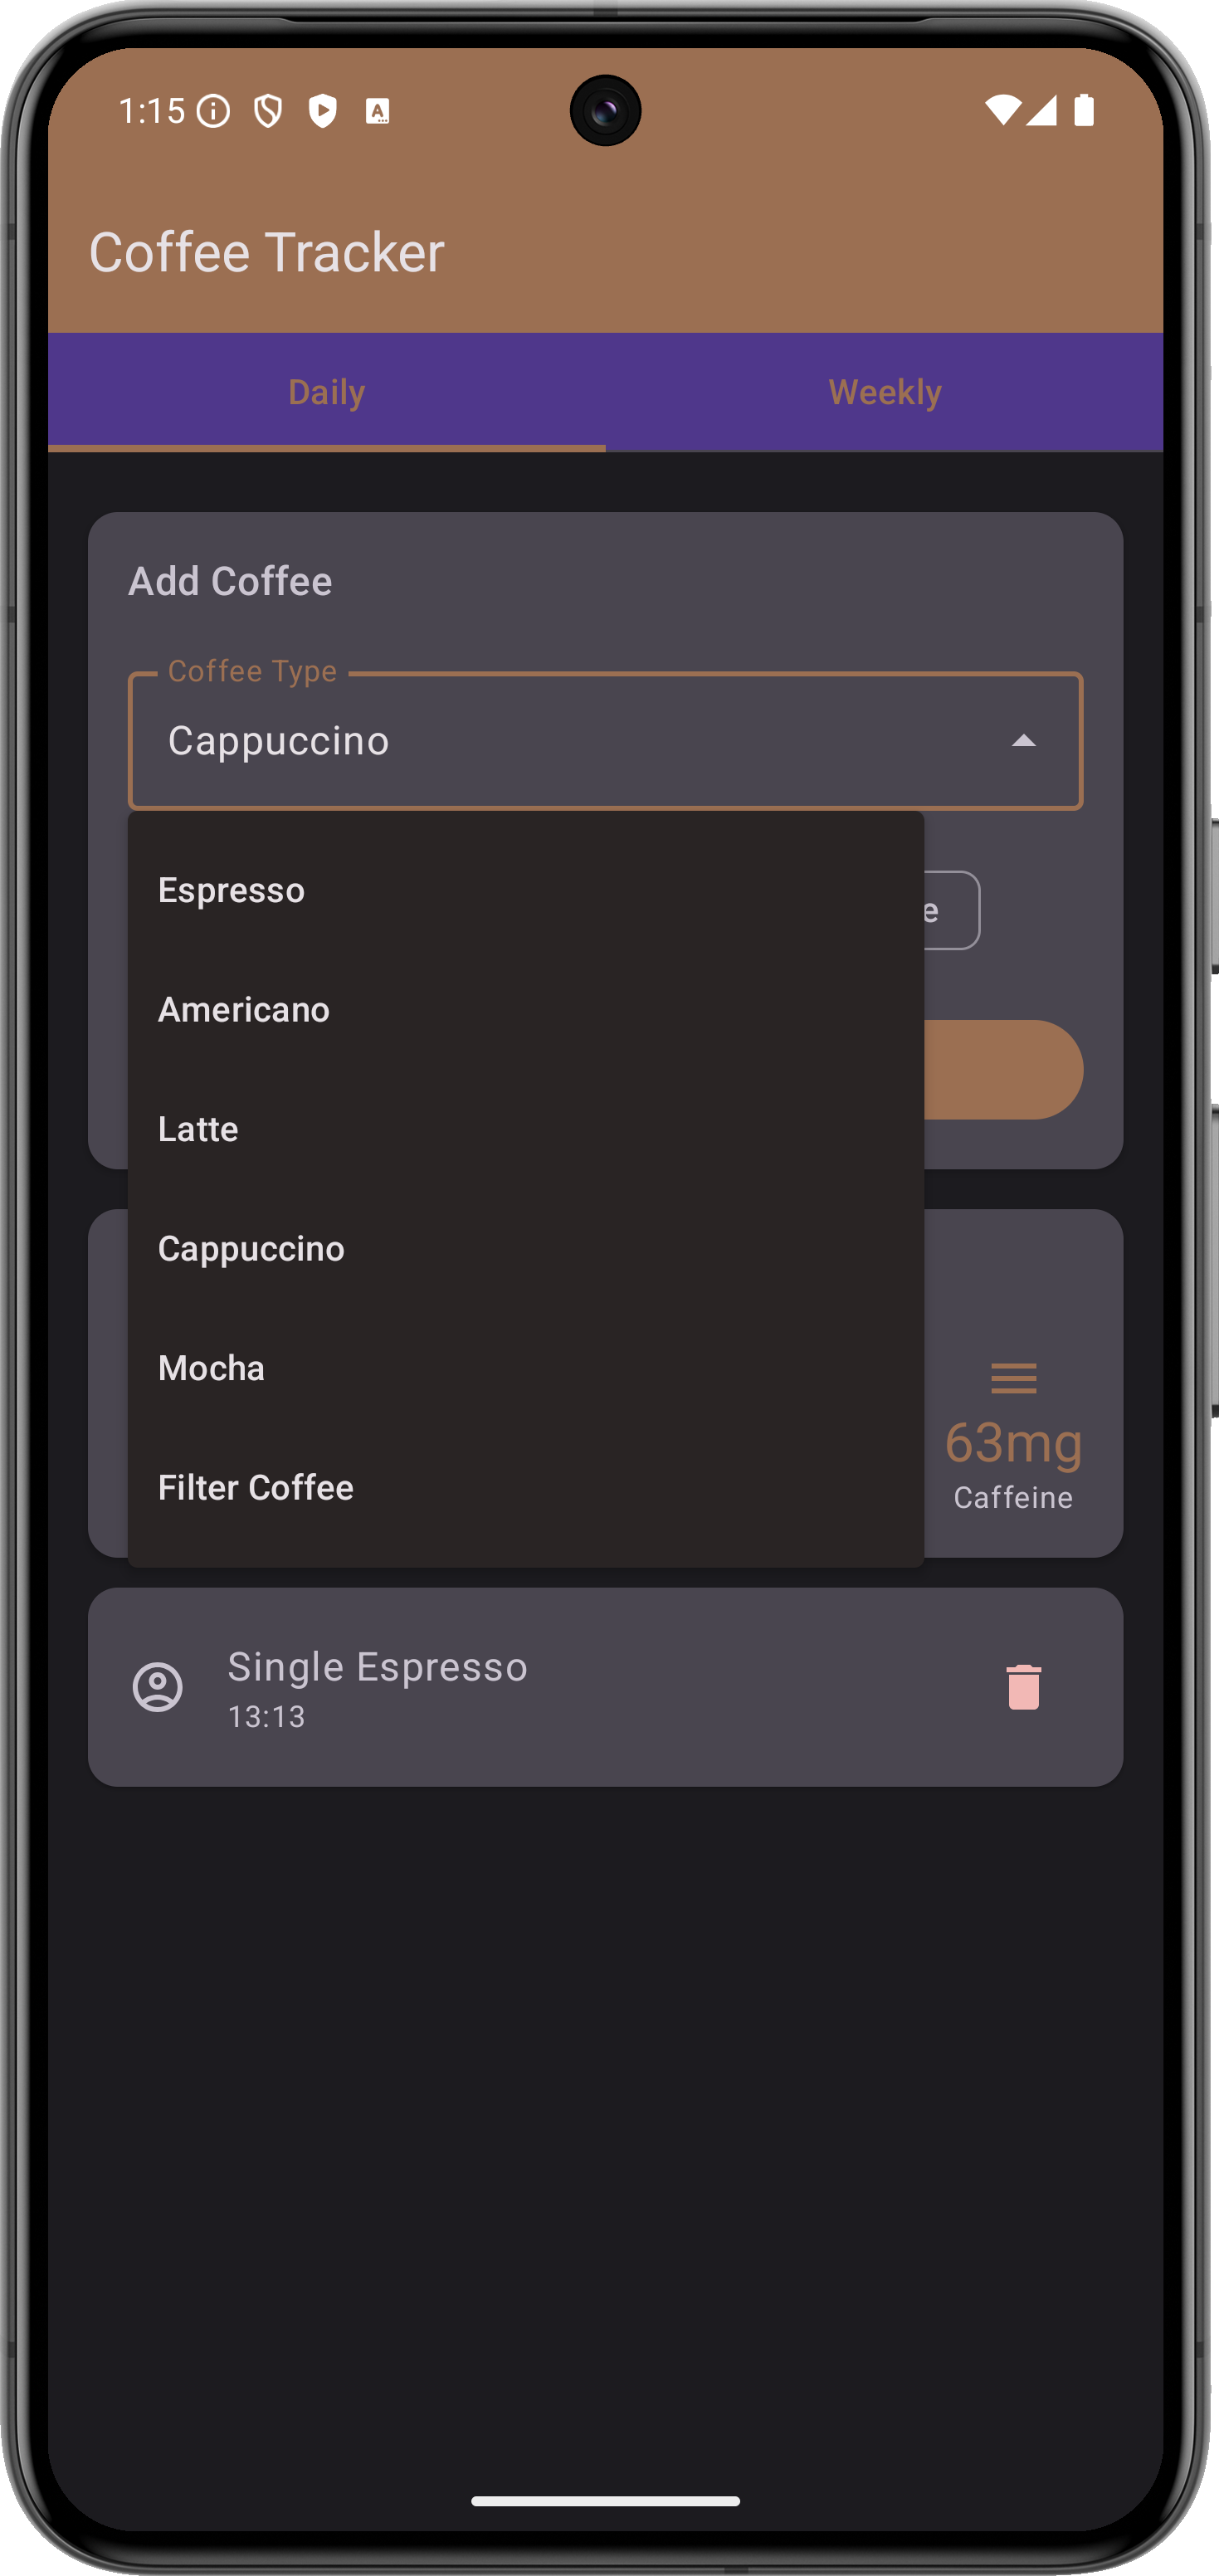 1:15
Coffee Tracker
Daily Weekly
Add Coffee
Coffee Type
Cappuccino
Espresso
Americano
Latte
Cappuccino
Mocha
Filter Coffee
63mg
Caffeine
Single Espresso
13:13